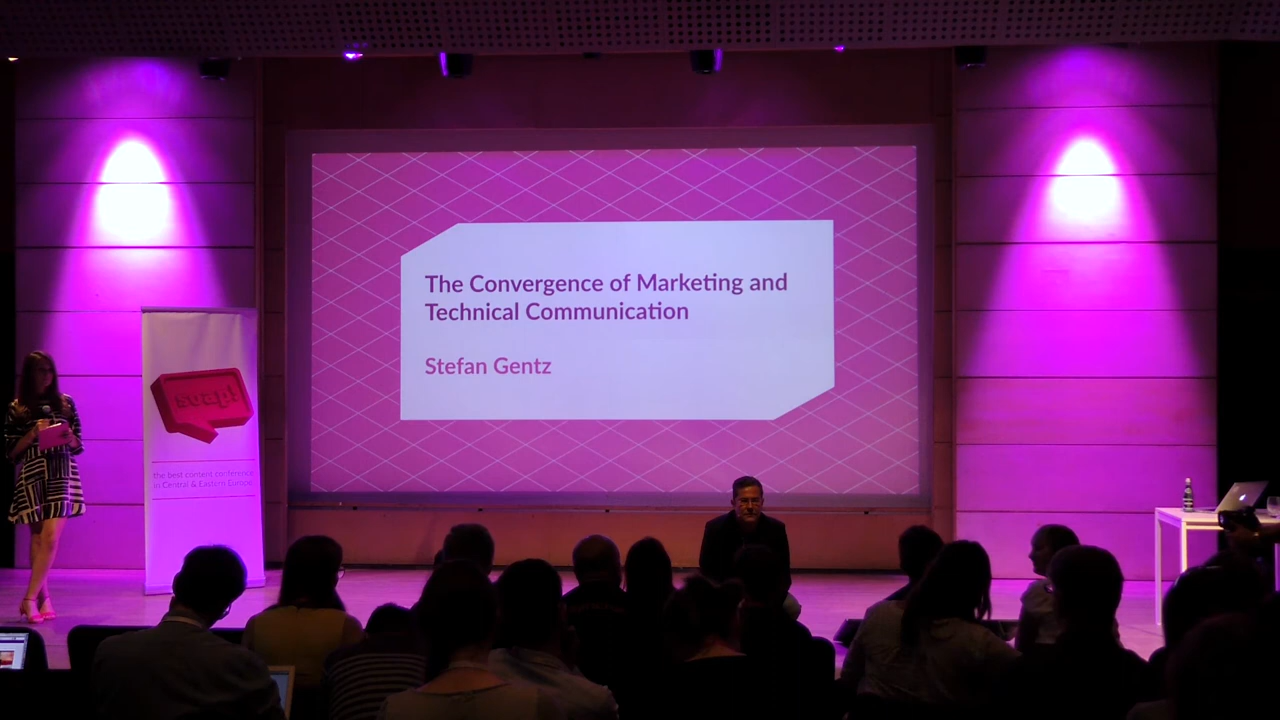 The Convergence of Marketing and
Technical Communication
Stefan Gentz
soap!
the best content conference
in Central & Eastern Europe